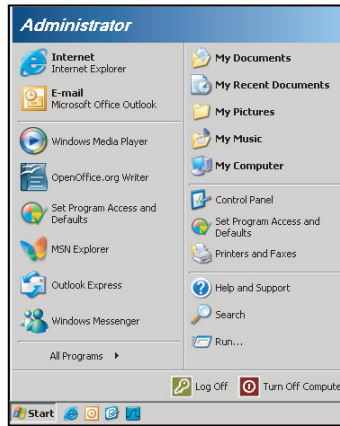 Administrator
Internet
Internet Explorer
E-mail
Microsoft Office Outlook
Windows Media Player
OpenOffice.org Writer
Set Program Access and
Defaults
MSN Explorer
Outlook Express
Windows Messenger
All Programs
My Documents
My Recent Documents
My Pictures
My Music
My Computer
Control Panel
Set Program Access and
Defaults
Printers and Faxes
Help and Support
Search
Run...
Log Off
Turn Off Compute
Start